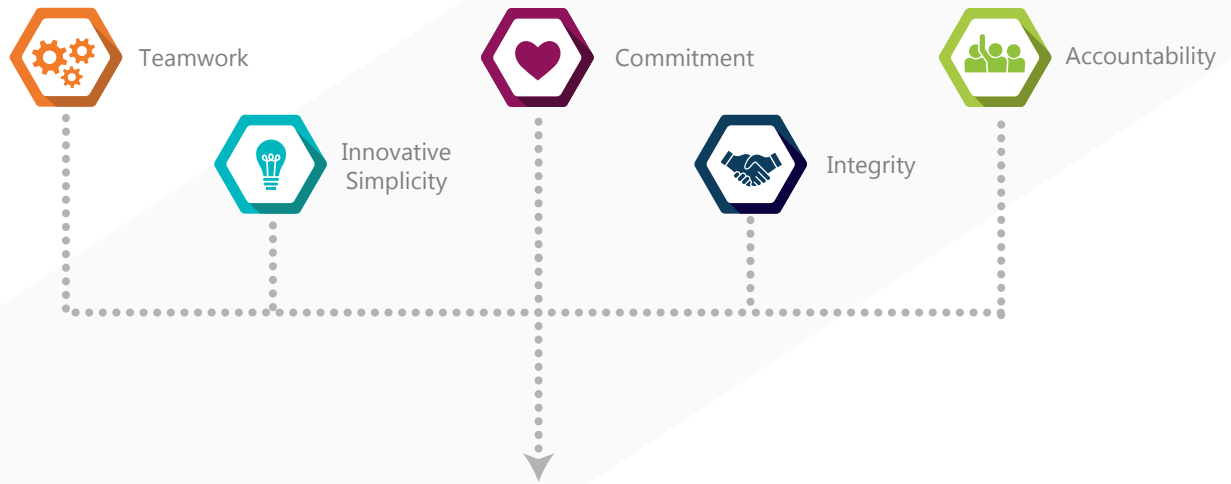 Teamwork
Commitment
Accountability
Innovative
Simplicity
Integrity